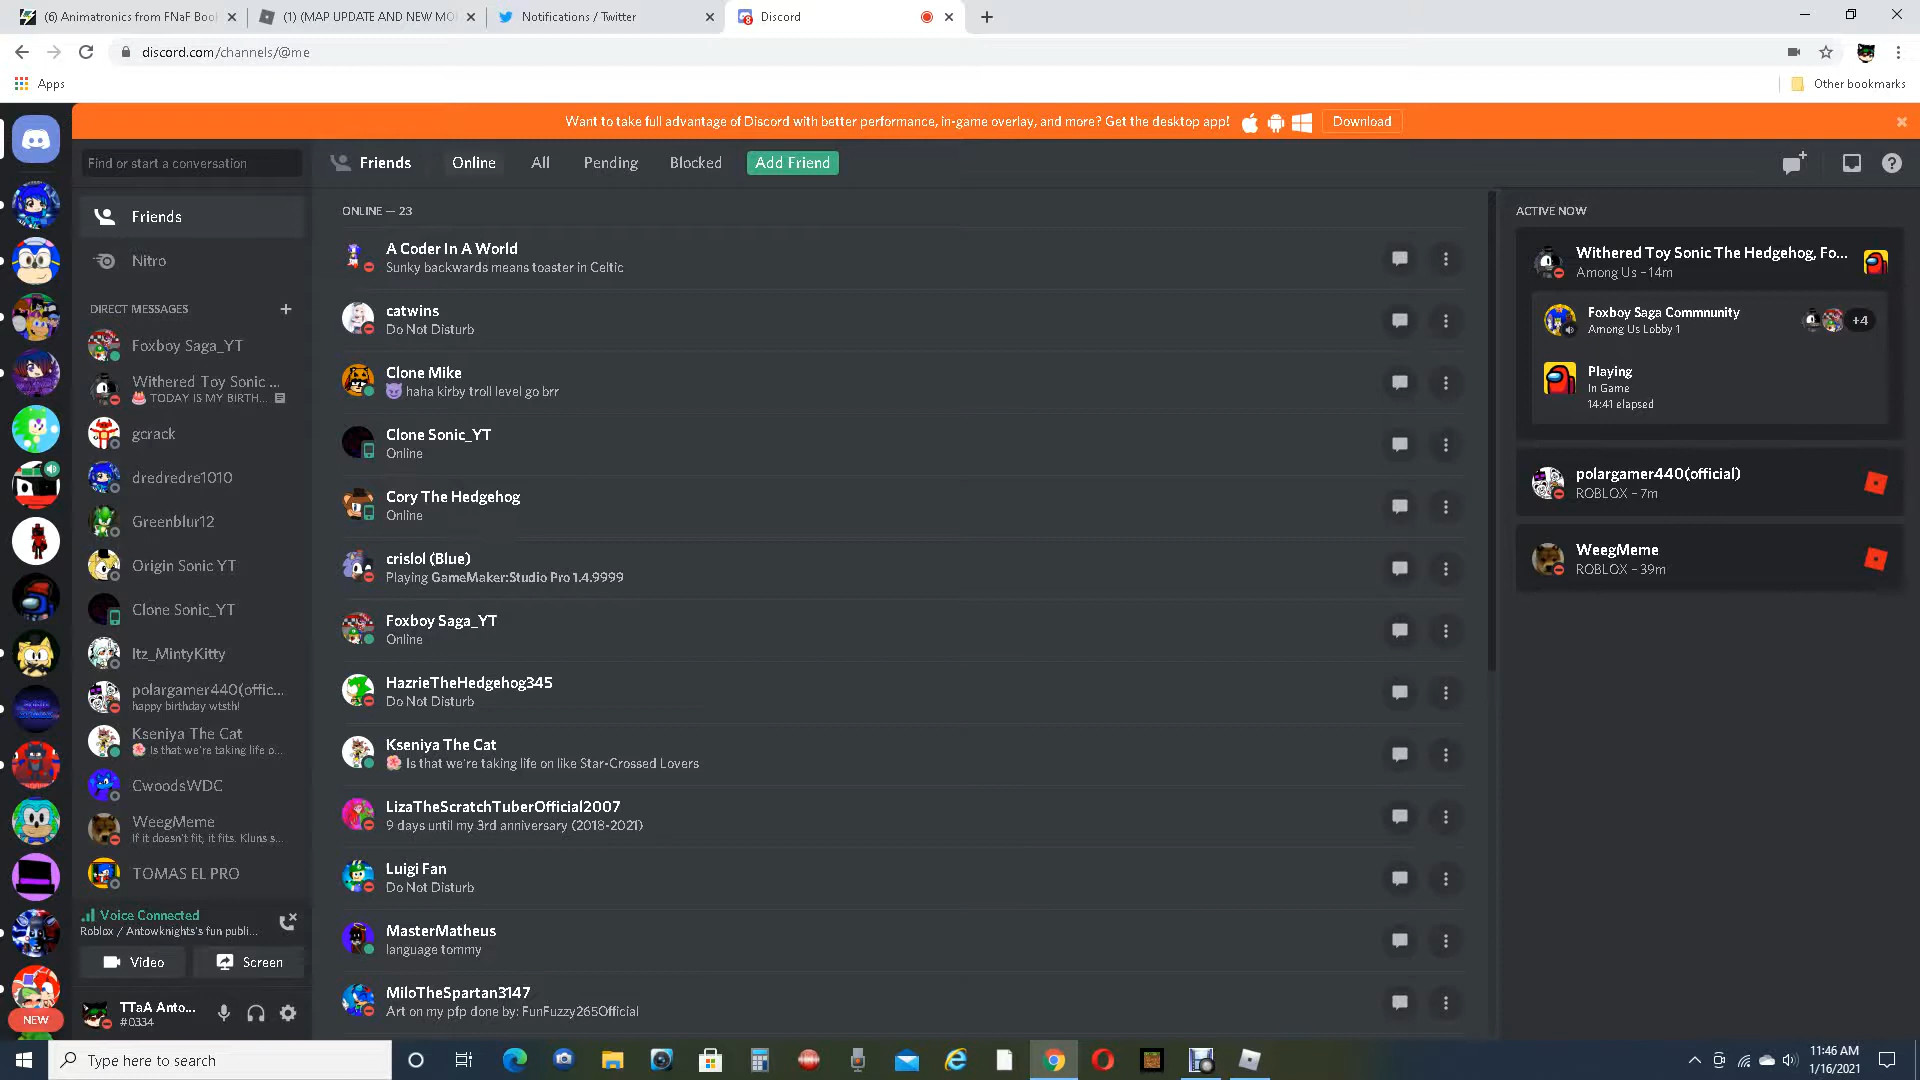 (6) Animatronics from FNaF Bool
(1) (MAP UPDATE AND NEW MO
Notifications / Twitter
Discord
discord.com/channels/@me
Apps
Other bookmarks
Want to take full advantage of Discord with better performance, in-game overlay, and more? Get the desktop app!
Download
Find or start a conversation
Friends
Online
All
Pending
Blocked
Add Friend
Friends
Nitro
DIRECT MESSAGES
Foxboy Saga_YT
Withered Toy Sonic ...
TODAY IS MY BIRTH...
gcrack
dredredre1010
Greenblur12
Origin Sonic YT
Clone Sonic_YT
Itz_MintyKitty
polargamer440(offic...
happy birthday wtsth!
Kseniya The Cat
Is that we're taking life o...
CwoodsWDC
WeegMeme
If it doesn't fit, it fits. Kluns s...
TOMAS EL PRO
Voice Connected
Roblox / Antowknights's fun publi...
Video
Screen
TTaA Anto...
#0334
NEW
ONLINE — 23
A Coder In A World
Sunky backwards means toaster in Celtic
catwins
Do Not Disturb
Clone Mike
haha kirby troll level go brr
Clone Sonic_YT
Online
Cory The Hedgehog
Online
crislol (Blue)
Playing GameMaker:Studio Pro 1.4.9999
Foxboy Saga_YT
Online
HazrieTheHedgehog345
Do Not Disturb
Kseniya The Cat
Is that we're taking life on like Star-Crossed Lovers
LizaTheScratchTuberOfficial2007
9 days until my 3rd anniversary (2018-2021)
Luigi Fan
Do Not Disturb
MasterMatheus
language tommy
MiloTheSpartan3147
Art on my pfp done by: FunFuzzy265Official
ACTIVE NOW
Withered Toy Sonic The Hedgehog, Fo...
Among Us – 14m
Foxboy Saga Commnunity
Among Us Lobby 1
+4
Playing
In Game
14:41 elapsed
polargamer440(official)
ROBLOX – 7m
WeegMeme
ROBLOX – 39m
Type here to search
11:46 AM
1/16/2021